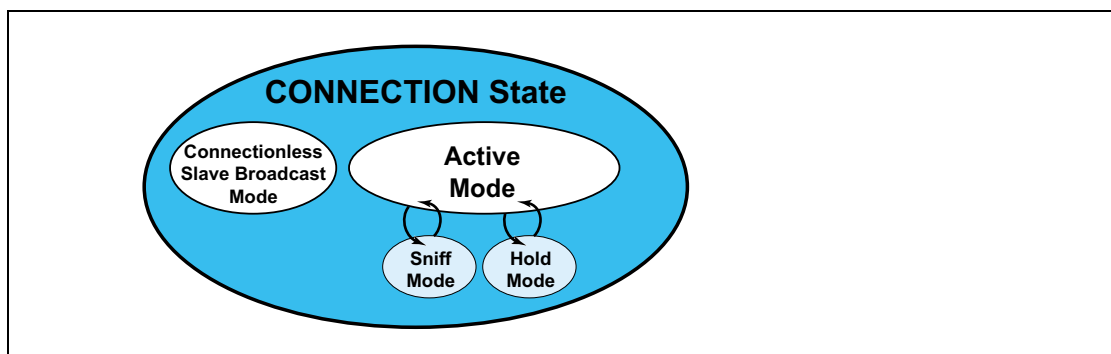 CONNECTION State
Connectionless
Slave Broadcast
Mode
Active
Mode
Sniff
Mode
Hold
Mode